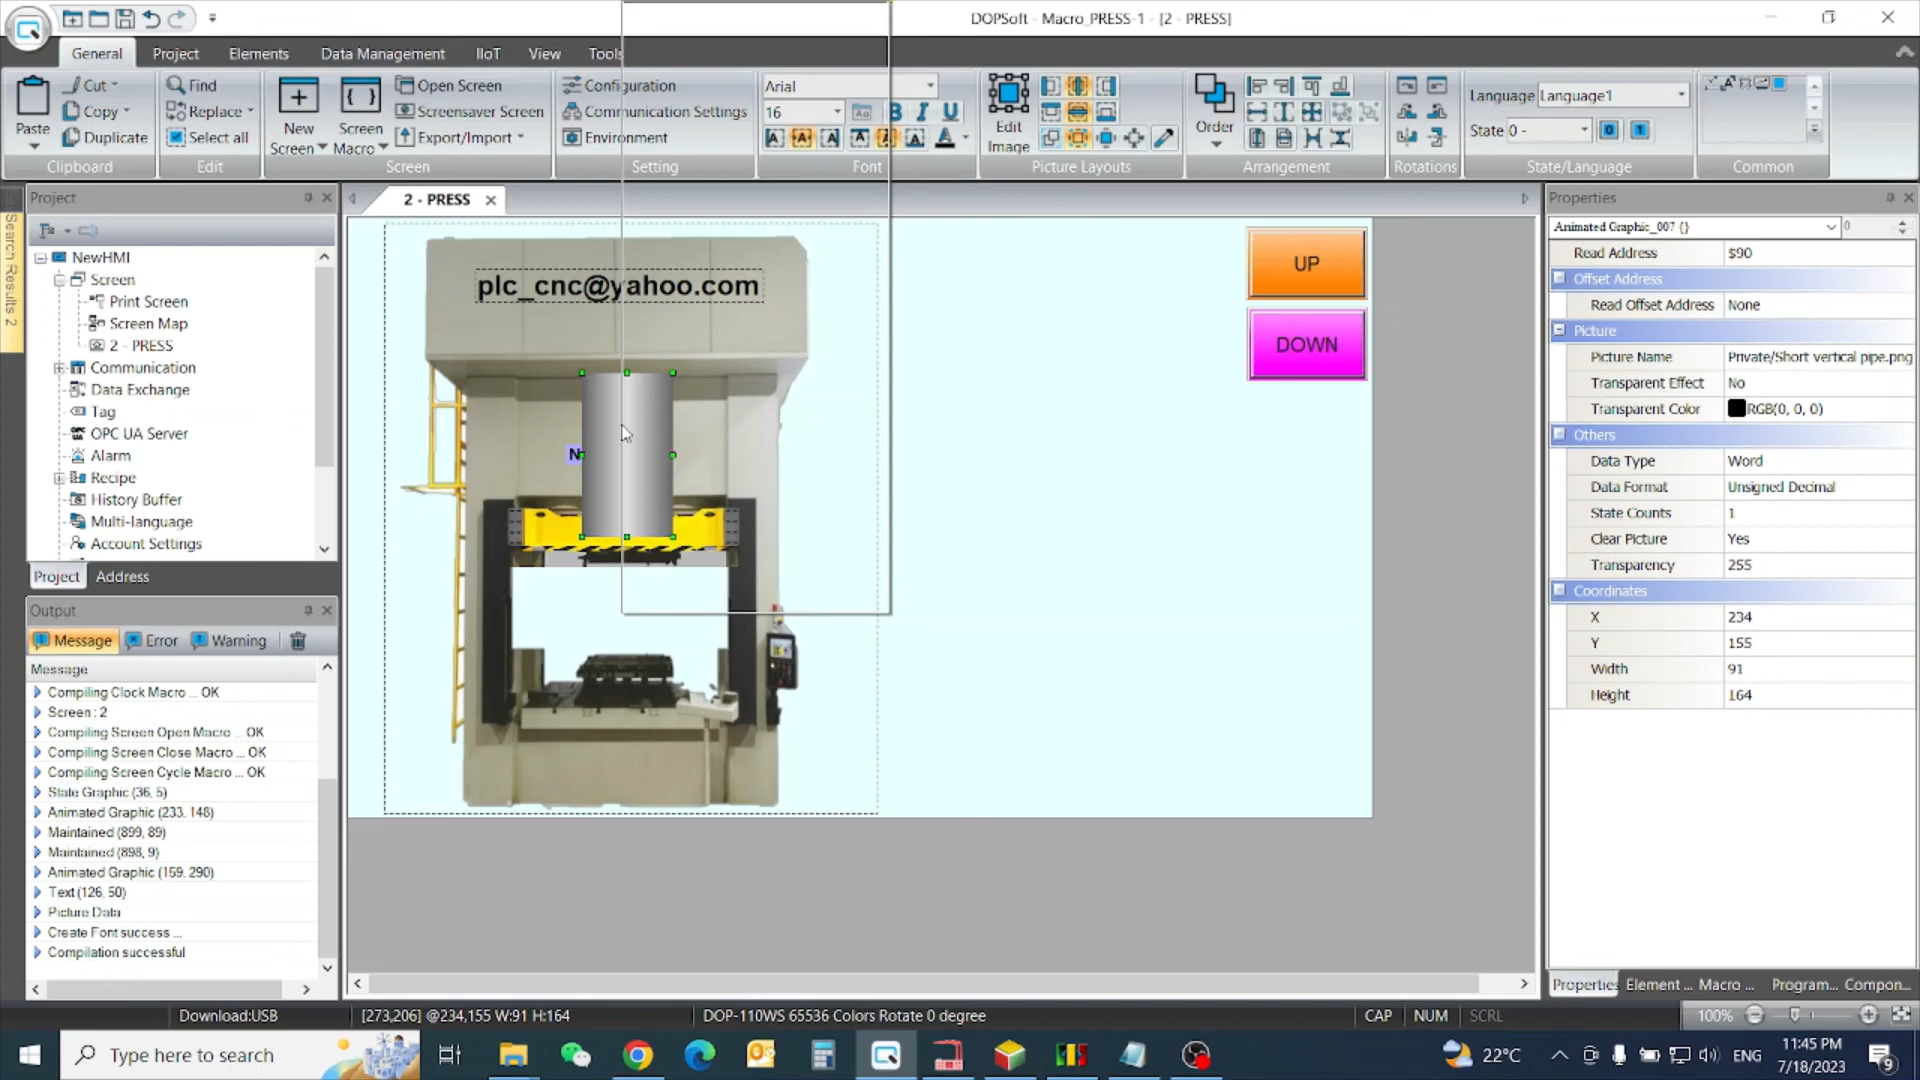 DOPSoft - Macro_PRESS-1 - [2 - PRESS]
General Project Elements Data Management IIoT View Tools
Paste
Cut
Copy
Duplicate
Clipboard
Find
Replace
Select all
Edit
New Screen
Screen Macro
Open Screen
Screensaver Screen
Export/Import
Screen
Configuration
Communication Settings
Environment
Setting
Arial
16
Font
Edit Image
Picture Layouts
Order
Arrangement
Rotations
Language Language1
State 0 -
State/Language
Common
Search Results 2
Project
NewHMI
Screen
Print Screen
Screen Map
2 - PRESS
Communication
Data Exchange
Tag
OPC UA Server
Alarm
Recipe
History Buffer
Multi-language
Account Settings
Project Address
Output
Message Error Warning
Message
Compiling Clock Macro ... OK
Screen : 2
Compiling Screen Open Macro ... OK
Compiling Screen Close Macro ... OK
Compiling Screen Cycle Macro ... OK
State Graphic (36, 5)
Animated Graphic (233, 148)
Maintained (899, 89)
Maintained (898, 9)
Animated Graphic (159, 290)
Text (126, 50)
Picture Data
Create Font success ...
Compilation successful
2 - PRESS
plc_cnc@yahoo.com
N
UP
DOWN
Properties
Animated Graphic_007 {}
0
Read Address $90
Offset Address
Read Offset Address None
Picture
Picture Name Private/Short vertical pipe.png
Transparent Effect No
Transparent Color RGB(0, 0, 0)
Others
Data Type Word
Data Format Unsigned Decimal
State Counts 1
Clear Picture Yes
Transparency 255
Coordinates
X 234
Y 155
Width 91
Height 164
Properties Element ... Macro ... Program... Compon...
Download:USB [273,206] @234,155 W:91 H:164 DOP-110WS 65536 Colors Rotate 0 degree CAP NUM SCRL 100%
Type here to search
22°C
ENG
11:45 PM
7/18/2023
9